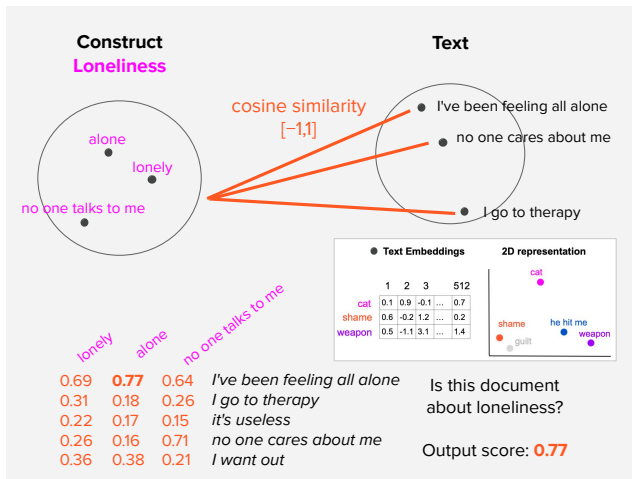 Construct
Loneliness
Text
cosine similarity
[−1,1]
alone
lonely
no one talks to me
I've been feeling all alone
no one cares about me
I go to therapy
Text Embeddings
1 2 3 512
cat 0.1 0.9 -0.1 ... 0.7
shame 0.6 -0.2 1.2 ... 0.2
weapon 0.5 -1.1 3.1 ... 1.4
2D representation
cat
shame
guilt
he hit me
weapon
lonely
alone
no one talks to me
0.69 0.77 0.64 I've been feeling all alone
0.31 0.18 0.26 I go to therapy
0.22 0.17 0.15 it's useless
0.26 0.16 0.71 no one cares about me
0.36 0.38 0.21 I want out
Is this document
about loneliness?
Output score: 0.77